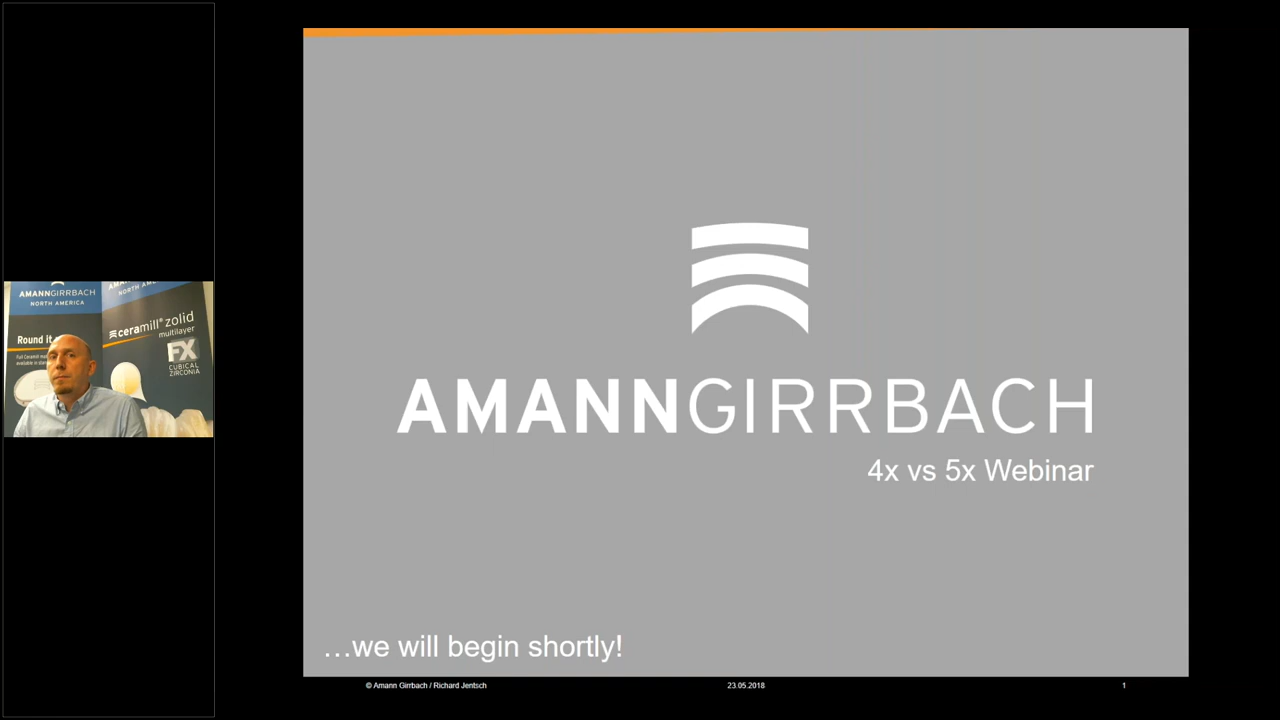 AMANNGIRRBACH
NORTH AMERICA
NORTH
Round it
ceramill® zolid
multilayer
FX
CUBICAL
ZIRCONIA
AMANNGIRRBACH
4x vs 5x Webinar
…we will begin shortly!
© Amann Girrbach / Richard Jentsch
23.05.2018
1